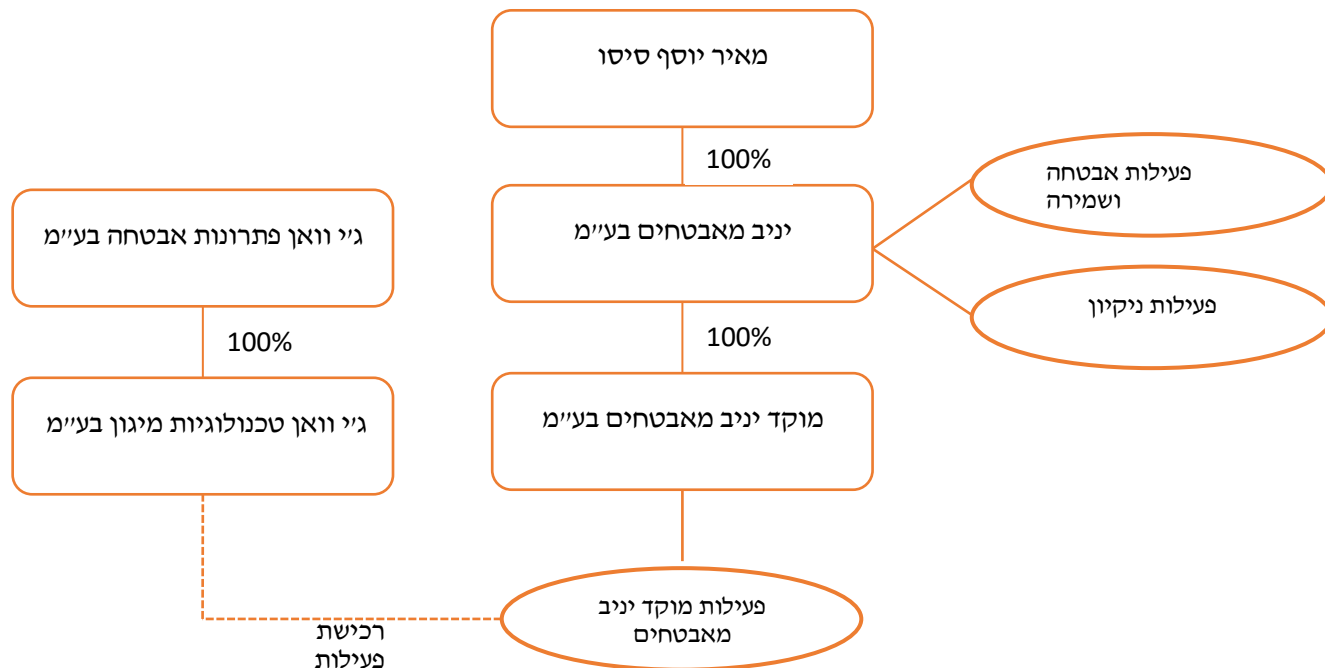 מאיר יוסף סיסו
100%
פעילות אבטחה
ושמירה
ג'י וואן פתרונות אבטחה בע"מ
יניב מאבטחים בע"מ
פעילות ניקיון
100%
100%
ג'י וואן טכנולוגיות מיגון בע"מ
מוקד יניב מאבטחים בע"מ
פעילות מוקד יניב
מאבטחים
רכישת
פעילות